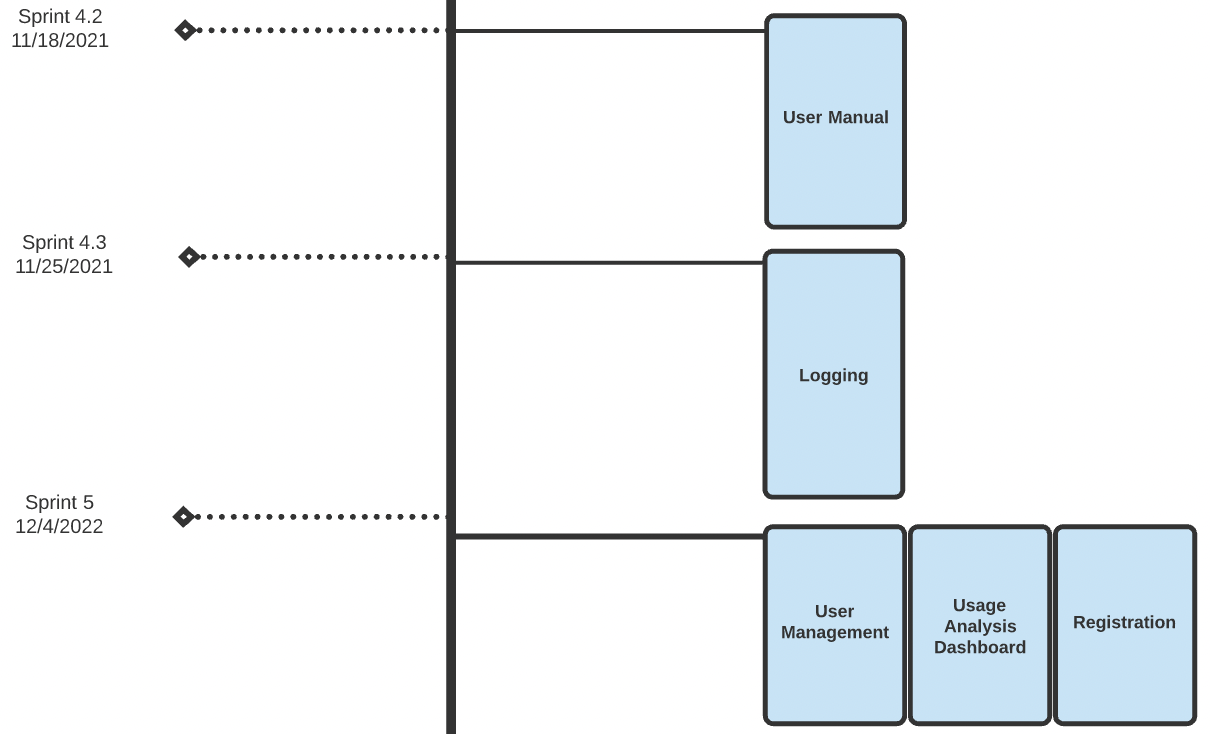 Sprint 4.2
11/18/2021
User Manual
Sprint 4.3
11/25/2021
Logging
Sprint 5
12/4/2022
User
Management
Usage
Analysis
Dashboard
Registration